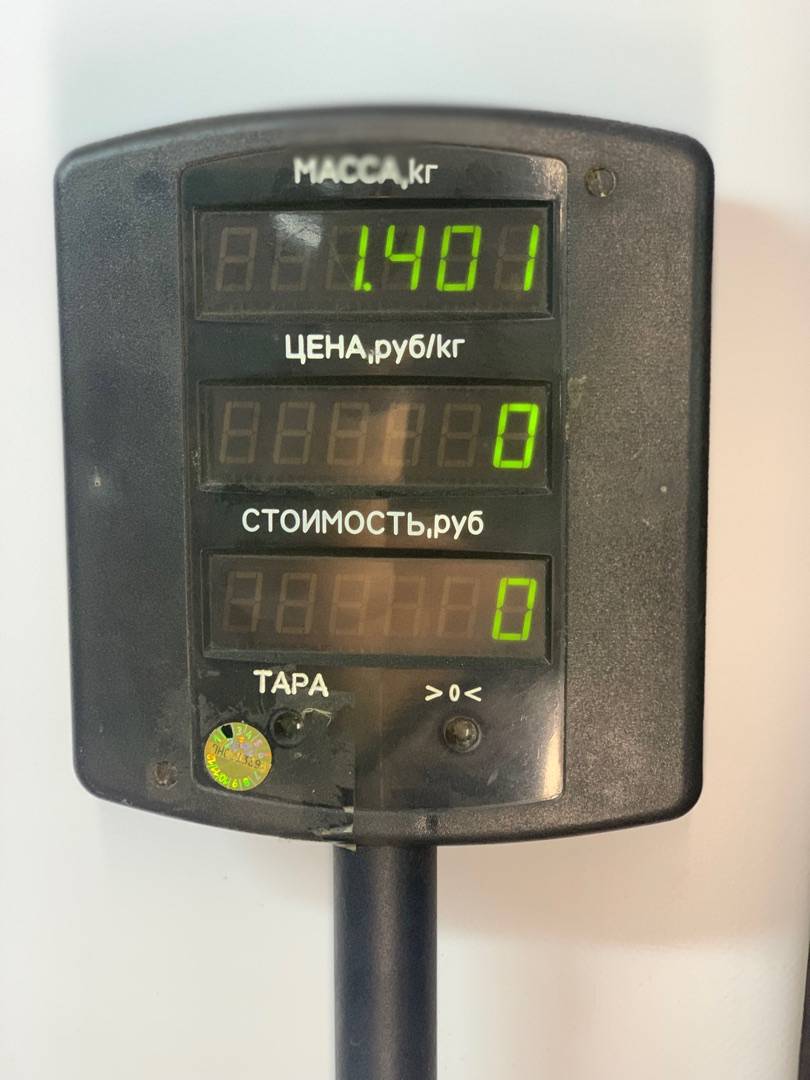 МАССА,кг
1.401
ЦЕНА,руб/кг
0
СТОИМОСТЬ,руб
0
ТАРА >0<